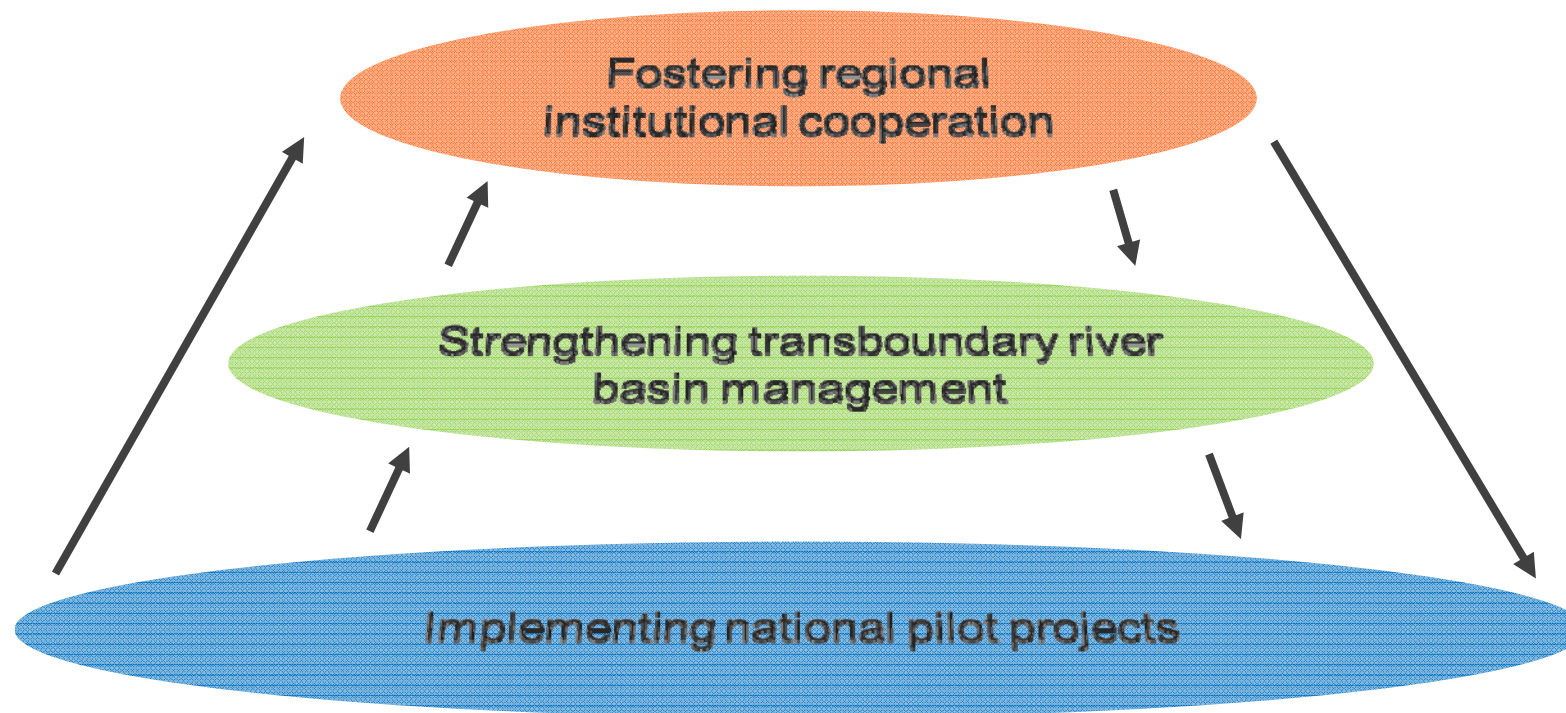 Fostering regional
institutional cooperation
Strengthening transboundary river
basin management
Implementing national pilot projects